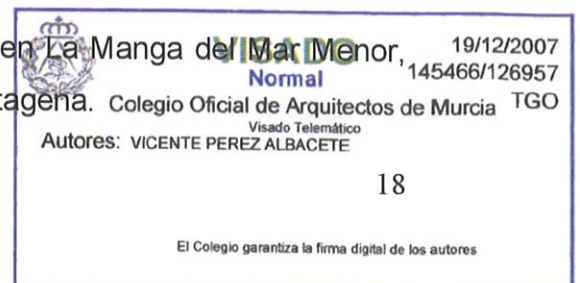 en La Manga del Mar Menor,
VISADO
19/12/2007
Normal
145466/126957
tagena. Colegio Oficial de Arquitectos de Murcia TGO
Visado Telemático
Autores: VICENTE PEREZ ALBACETE
18
El Colegio garantiza la firma digital de los autores